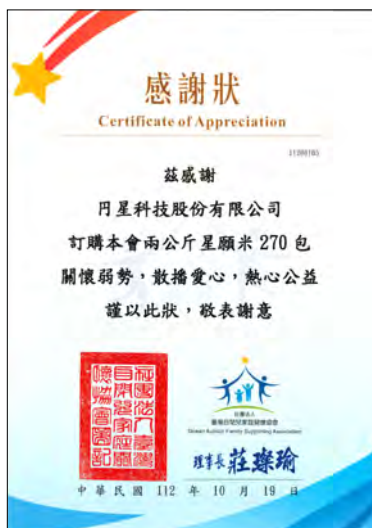 感謝狀
Certificate of Appreciation
茲感謝
円星科技股份有限公司
訂購本會兩公斤星願米 270 包
關懷弱勢，散播愛心，熱心公益
謹以此狀，敬表謝意
社團法人
臺灣自閉兒家庭關懷協會
Taiwan Autism Family Supporting Association
理事長 莊璨瑜
中華民國 112 年 10 月 19 日